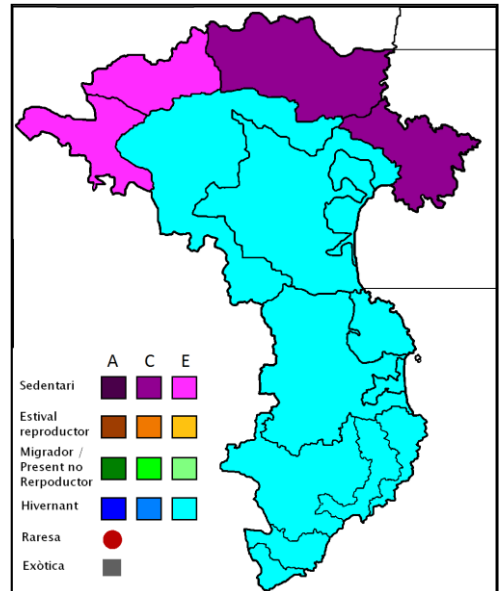 A C E
Sedentari
Estival
reproductor
Migrador /
Present no
Rerpoductor
Hivernant
Raresa
Exòtica